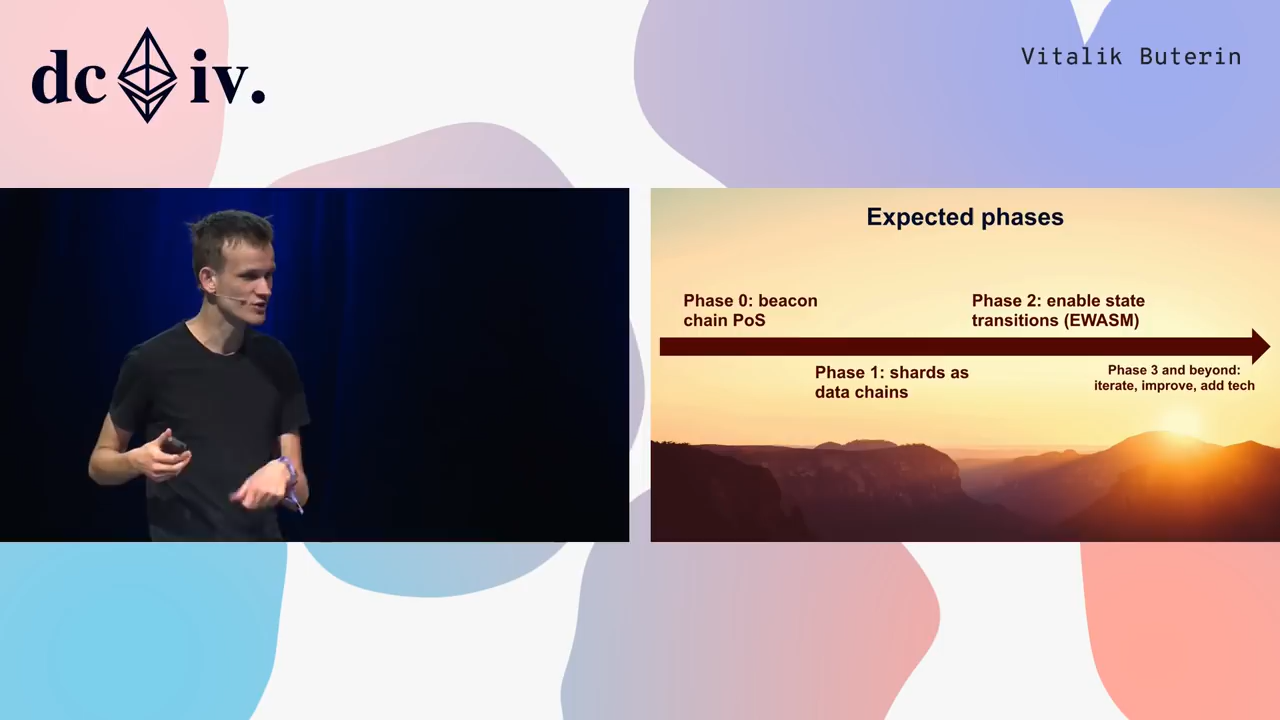 dc iv.
Vitalik Buterin
Expected phases
Phase 0: beacon
chain PoS
Phase 2: enable state
transitions (EWASM)
Phase 1: shards as
data chains
Phase 3 and beyond:
iterate, improve, add tech